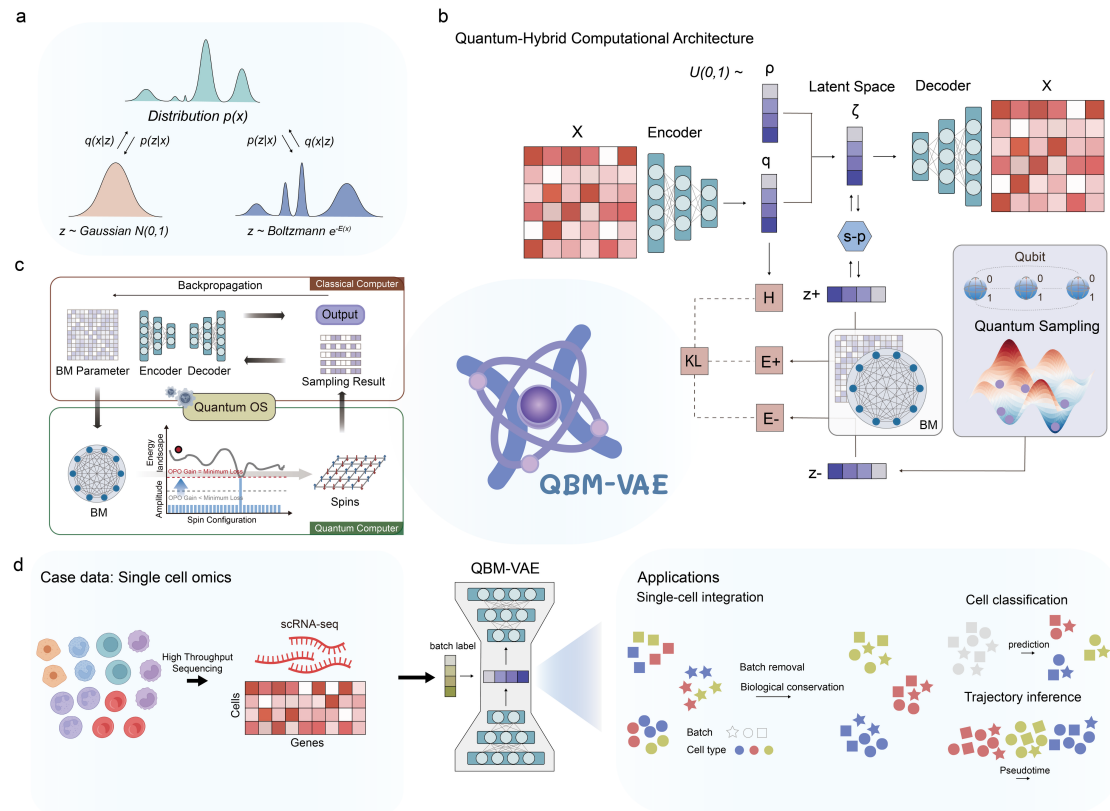 a
Distribution p(x)
q(x|z)
p(z|x)
p(z|x)
q(x|z)
z ~ Gaussian N(0,1)
z ~ Boltzmann e^-E(x)
b
Quantum-Hybrid Computational Architecture
U(0,1) ~
ρ
Latent Space
Decoder
X
X
Encoder
q
ζ
s-p
z+
H
KL
E+
E-
BM
z-
Qubit
0
1
0
1
0
1
Quantum Sampling
QBM-VAE
c
Classical Computer
Backpropagation
Output
BM Parameter
Encoder
Decoder
Sampling Result
Quantum OS
BM
Energy
landscape
Amplitude
OPO Gain = Minimum Loss
OPO Gain = Minimum Loss
Spin Configuration
Spins
Quantum Computer
d
Case data: Single cell omics
High Throughput
Sequencing
scRNA-seq
Cells
Genes
QBM-VAE
batch label
Applications
Single-cell integration
Batch removal
Biological conservation
Batch
Cell type
Cell classification
prediction
Trajectory inference
Pseudotime